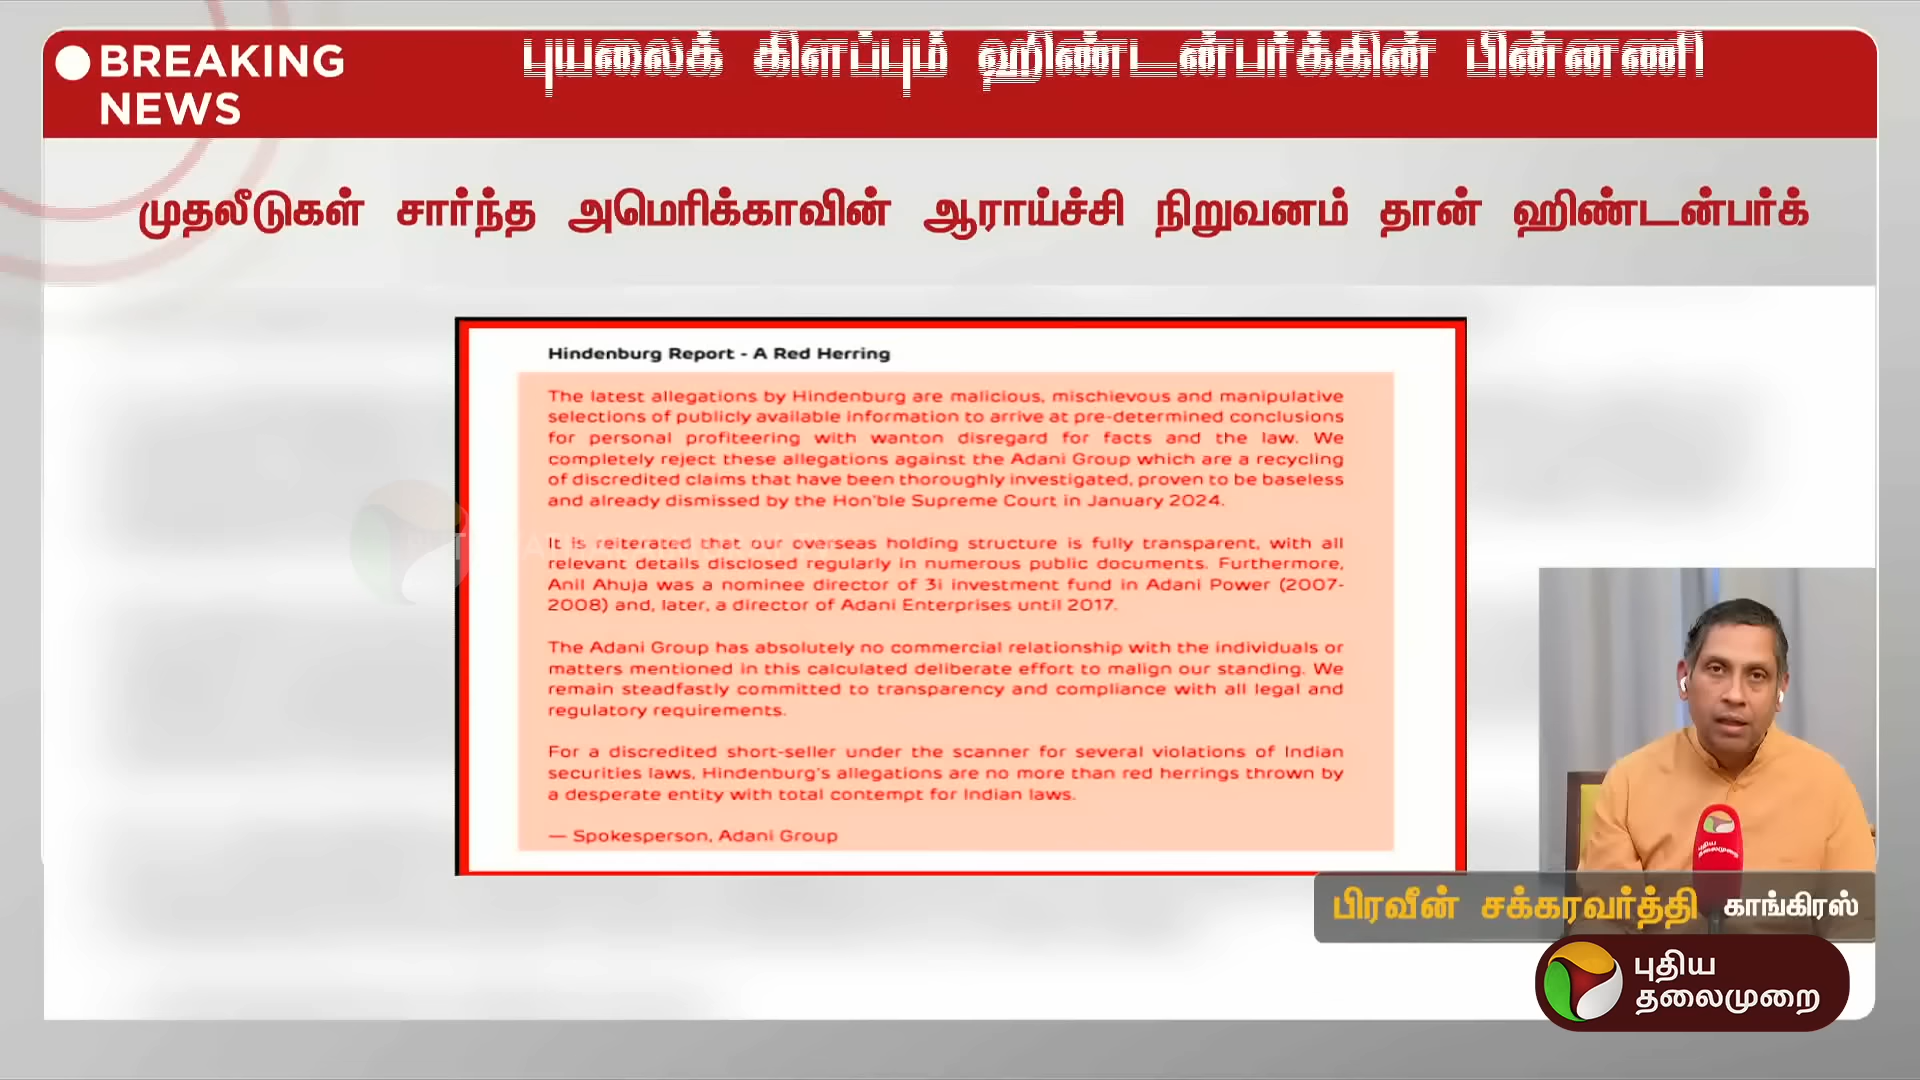 BREAKING
NEWS
புயலைக் கிளப்பும் ஹிண்டன்பர்க்கின் பின்னணி
முதலீடுகள் சார்ந்த அமெரிக்காவின் ஆராய்ச்சி நிறுவனம் தான் ஹிண்டன்பர்க்
Hindenburg Report - A Red Herring
The latest allegations by Hindenburg are malicious, mischievous and manipulative
selections of publicly available information to arrive at pre-determined conclusions
for personal profiteering with wanton disregard for facts and the law. We
completely reject these allegations against the Adani Group which are a recycling
of discredited claims that have been thoroughly investigated, proven to be baseless
and already dismissed by the Hon'ble Supreme Court in January 2024.
It is reiterated that our overseas holding structure is fully transparent, with all
relevant details disclosed regularly in numerous public documents. Furthermore,
Anil Ahuja was a nominee director of 3i investment fund in Adani Power (2007-
2008) and, later, a director of Adani Enterprises until 2017.
The Adani Group has absolutely no commercial relationship with the individuals or
matters mentioned in this calculated deliberate effort to malign our standing. We
remain steadfastly committed to transparency and compliance with all legal and
regulatory requirements.
For a discredited short-seller under the scanner for several violations of Indian
securities laws, Hindenburg's allegations are no more than red herrings thrown by
a desperate entity with total contempt for Indian laws.
— Spokesperson, Adani Group
புதிய
தலைமுறை
பிரவீன் சக்கரவர்த்தி காங்கிரஸ்
புதிய
தலைமுறை